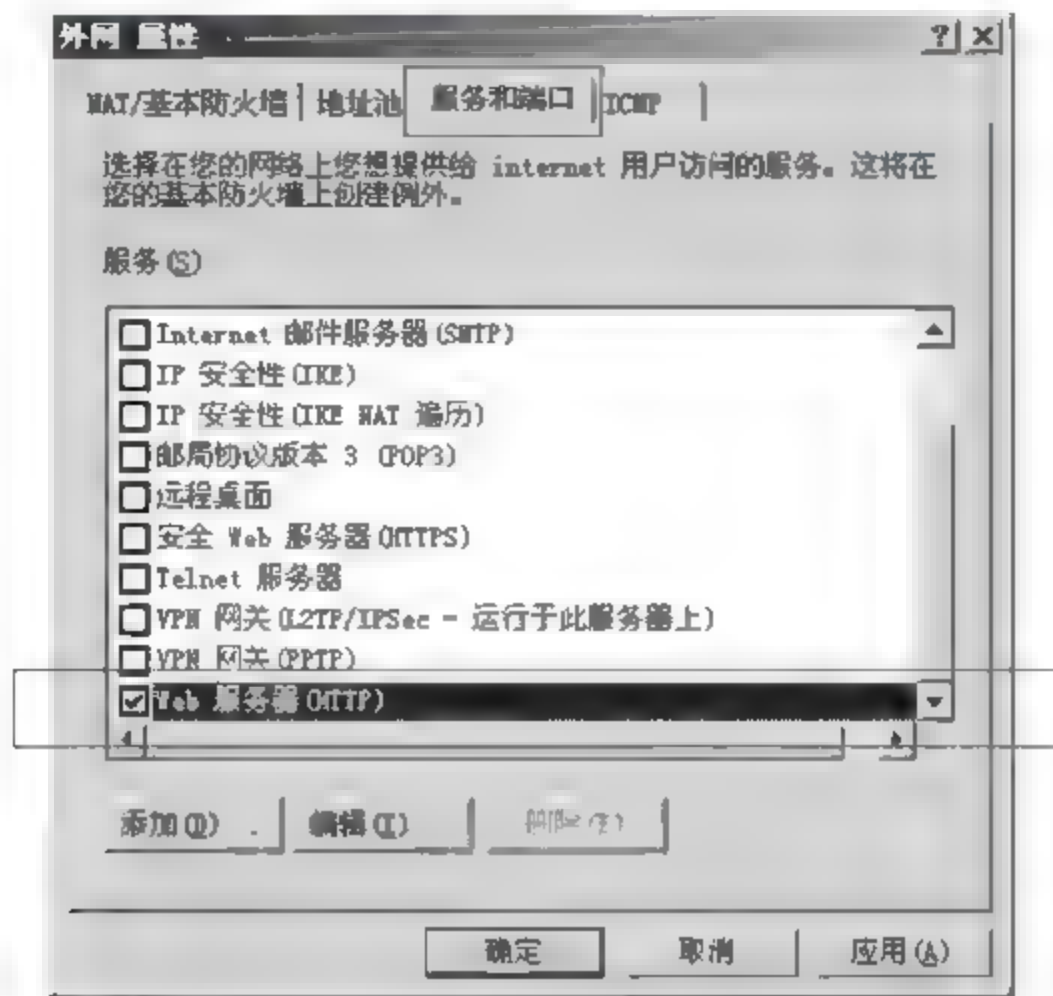 外网 属性
NAT/基本防火墙 地址池 服务和端口 ICMP
选择在您的网络上您想提供给 internet 用户访问的服务。这将在
您的基本防火墙上创建例外。
服务(S)
Internet 邮件服务器(SMTP)
IP 安全性(IKE)
IP 安全性(IKE NAT 遍历)
邮局协议版本 3 (POP3)
远程桌面
安全 Web 服务器(HTTPS)
Telnet 服务器
VPN 网关(L2TP/IPSec - 运行于此服务器上)
VPN 网关(PPTP)
Web 服务器(HTTP)
添加(D) . 编辑(I) 删除
确定 取消 应用(A)